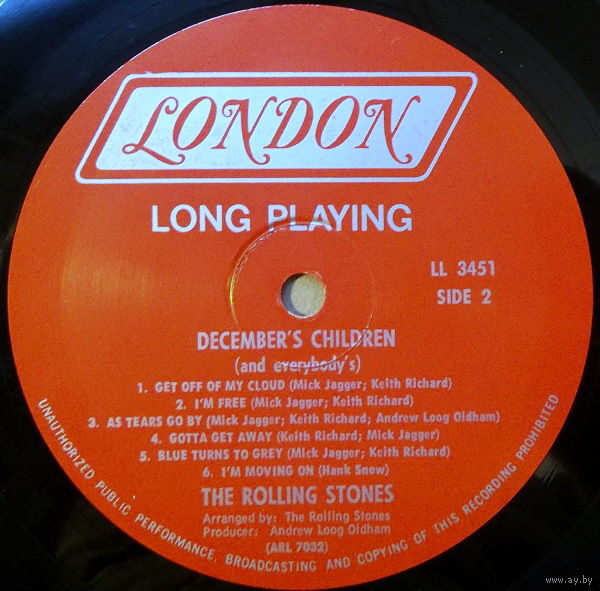 LONDON
LONG PLAYING
LL 3451
SIDE 2
DECEMBER'S CHILDREN
(and everybody's)
1. GET OFF OF MY CLOUD (Mick Jagger; Keith Richard)
2. I'M FREE (Mick Jagger; Keith Richard)
3. AS TEARS GO BY (Mick Jagger; Keith Richard; Andrew Loog Oldham)
4. GOTTA GET AWAY (Keith Richard; Mick Jagger)
5. BLUE TURNS TO GREY (Mick Jagger; Keith Richard)
6. I'M MOVING ON (Hank Snow)
THE ROLLING STONES
Arranged by: The Rolling Stones
Producer: Andrew Loog Oldham
(ARL 7032)
UNAUTHORIZED PUBLIC PERFORMANCE, BROADCASTING AND COPYING OF THIS RECORDING PROHIBITED
www.ay.by